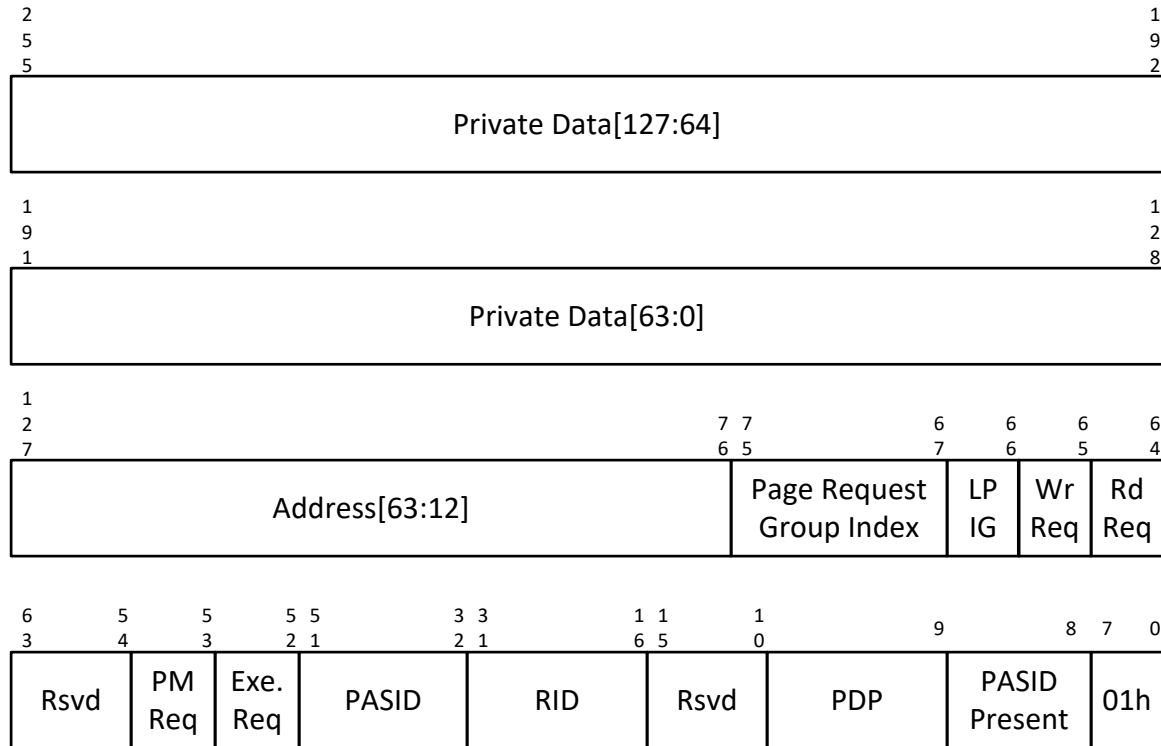 255 192
Private Data[127:64]
191 128
Private Data[63:0]
127 76 75 67 66 65 64
Address[63:12] Page Request Group Index LP IG Wr Req Rd Req
63 54 53 52 51 32 31 16 15 10 9 8 7 0
Rsvd PM Req Exe. Req PASID RID Rsvd PDP PASID Present 01h